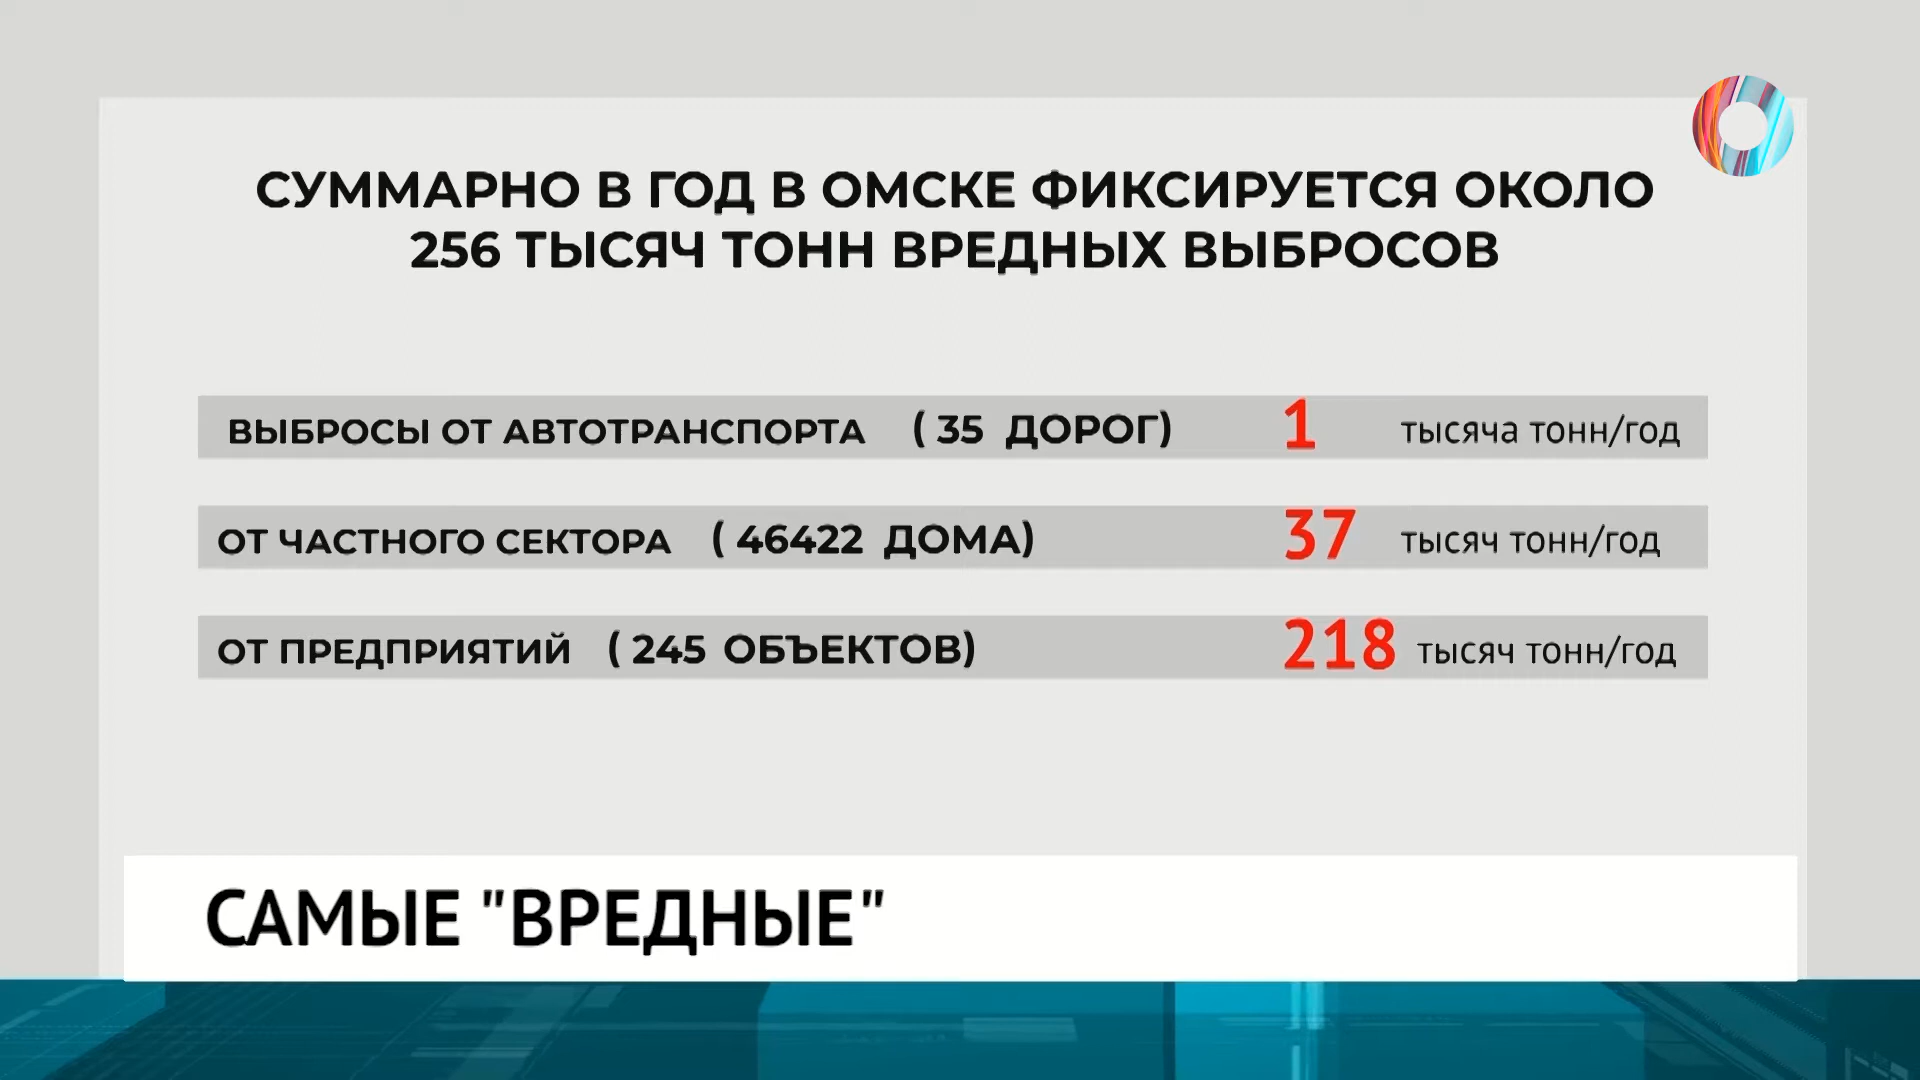 СУММАРНО В ГОД В ОМСКЕ ФИКСИРУЕТСЯ ОКОЛО
256 ТЫСЯЧ ТОНН ВРЕДНЫХ ВЫБРОСОВ
ВЫБРОСЫ ОТ АВТОТРАНСПОРТА ( 35 ДОРОГ) 1 тысяча тонн/год
ОТ ЧАСТНОГО СЕКТОРА ( 46422 ДОМА) 37 тысяч тонн/год
ОТ ПРЕДПРИЯТИЙ ( 245 ОБЪЕКТОВ) 218 тысяч тонн/год
САМЫЕ "ВРЕДНЫЕ"